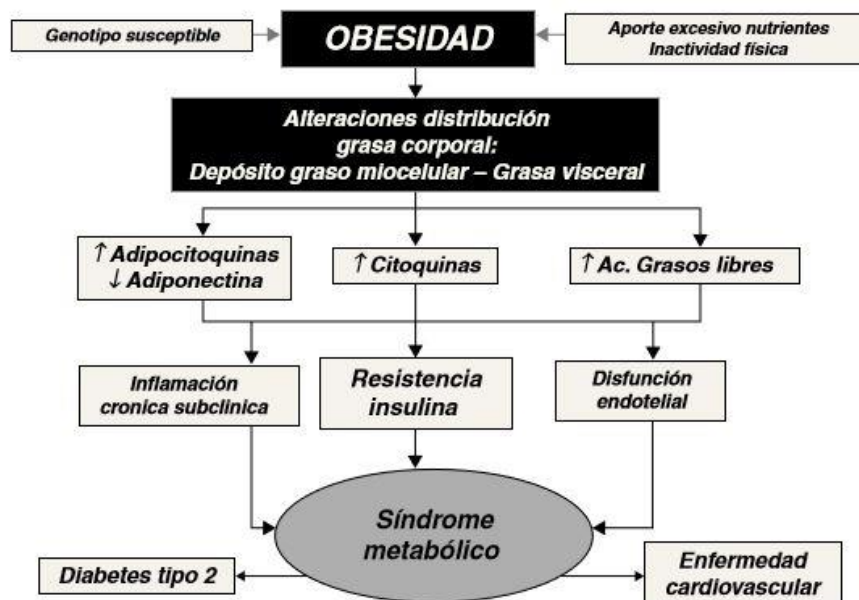 Genotipo susceptible
OBESIDAD
Aporte excesivo nutrientes
Inactividad física
Alteraciones distribución
grasa corporal:
Depósito graso miocelular – Grasa visceral
↑ Adipocitoquinas
↓ Adiponectina
↑ Citoquinas
↑ Ac. Grasos libres
Inflamación
cronica subclinica
Resistencia
insulina
Disfunción
endotelial
Síndrome
metabólico
Diabetes tipo 2
Enfermedad
cardiovascular